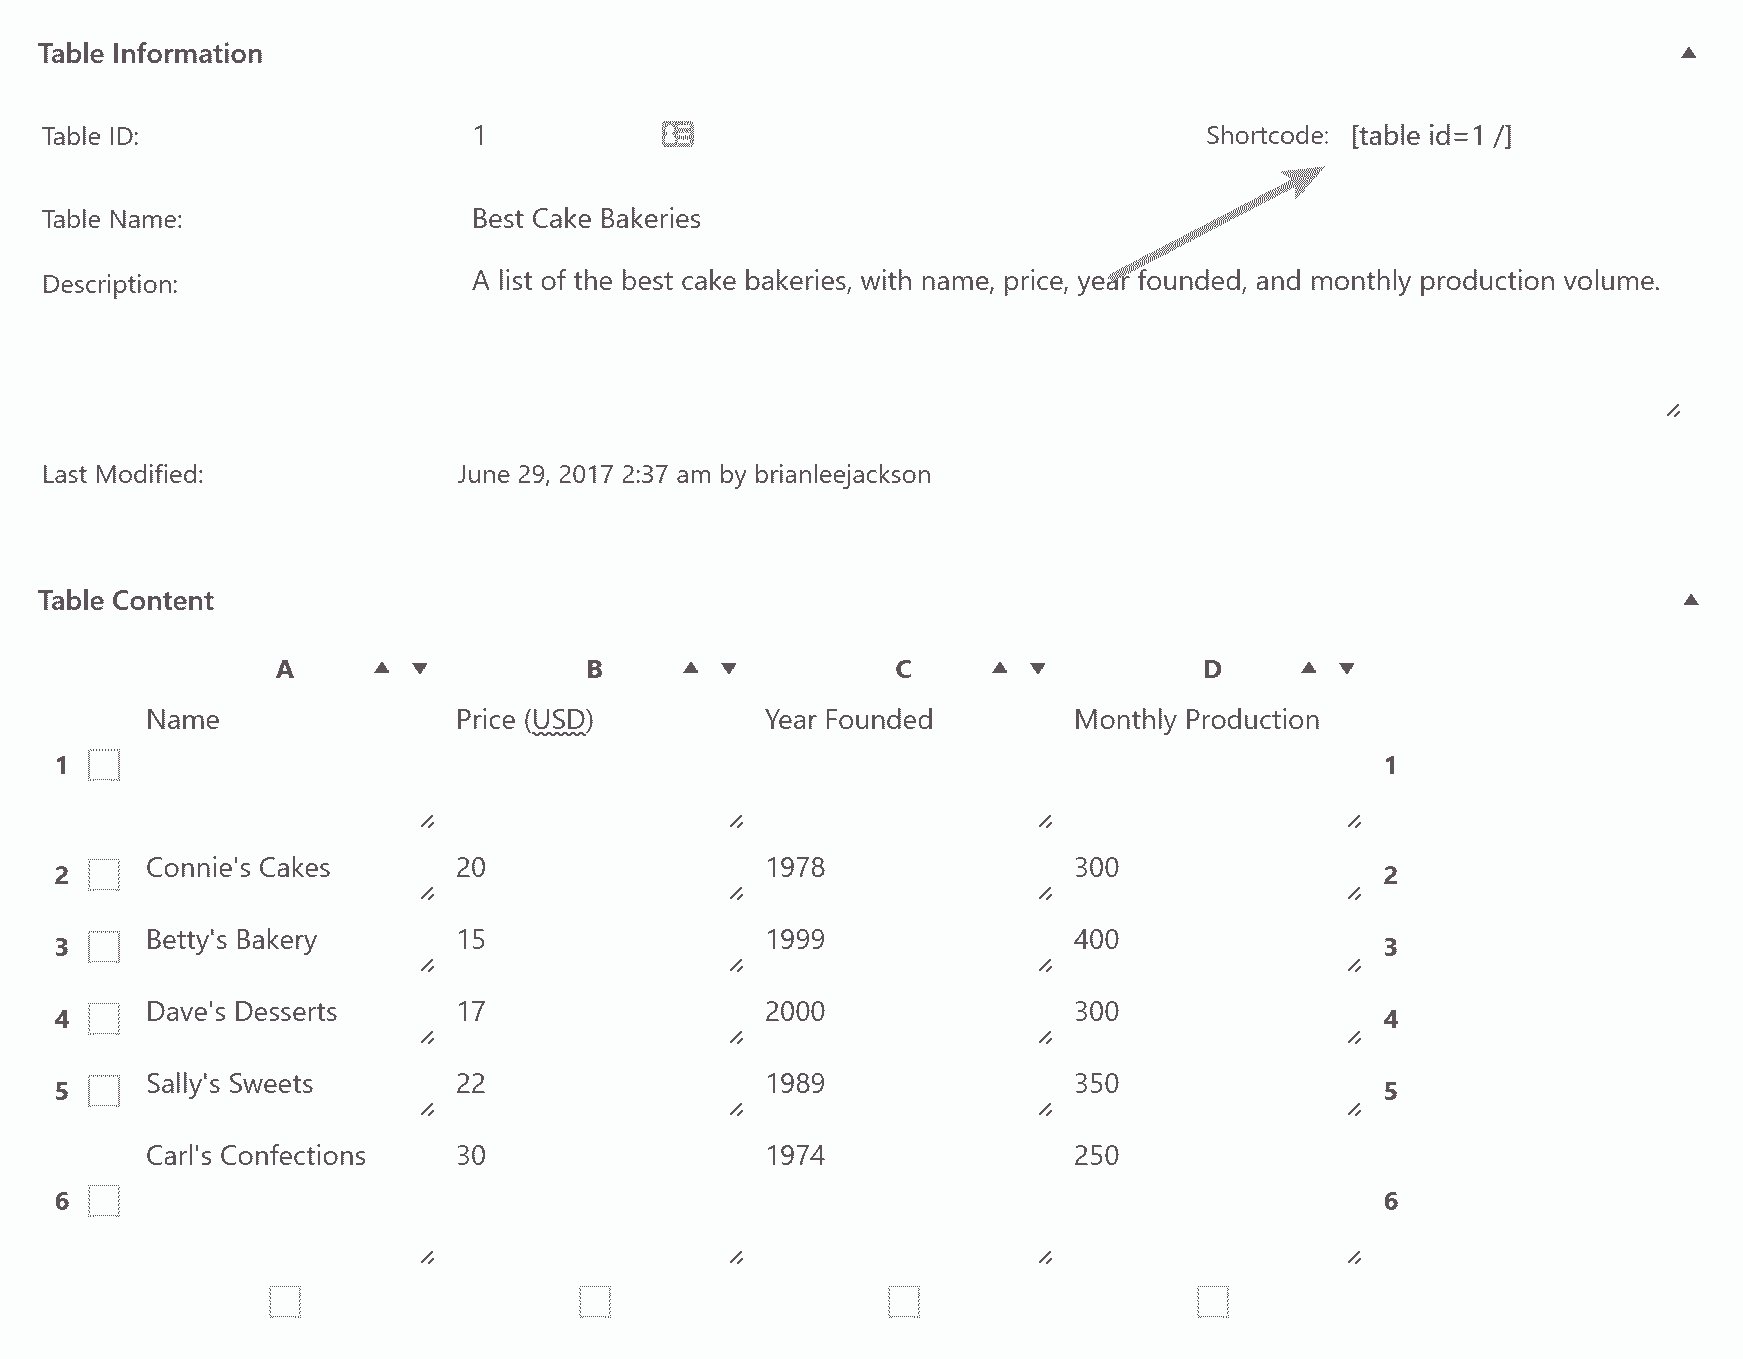 Table Information
Table ID: 1 Shortcode: [table id=1 /]
Table Name: Best Cake Bakeries
Description: A list of the best cake bakeries, with name, price, year founded, and monthly production volume.
Last Modified: June 29, 2017 2:37 am by brianleejackson
Table Content
A B C D
Name Price (USD) Year Founded Monthly Production
1 1
2 Connie's Cakes 20 1978 300 2
3 Betty's Bakery 15 1999 400 3
4 Dave's Desserts 17 2000 300 4
5 Sally's Sweets 22 1989 350 5
Carl's Confections 30 1974 250
6 6